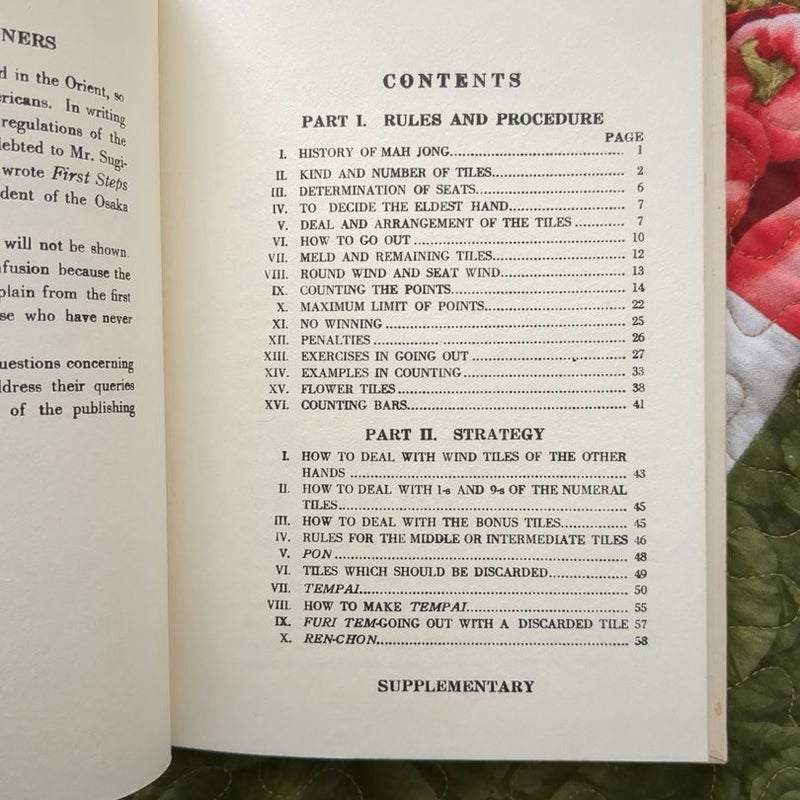 NERS
d in the Orient, so
ericans. In writing
regulations of the
lebted to Mr. Sugi-
wrote First Steps
dent of the Osaka
will not be shown.
nfusion because the
plain from the first
se who have never
uestions concerning
ddress their queries
of the publishing
CONTENTS
PART I. RULES AND PROCEDURE
PAGE
I. HISTORY OF MAH JONG 1
II. KIND AND NUMBER OF TILES 2
III. DETERMINATION OF SEATS 6
IV. TO DECIDE THE ELDEST HAND 7
V. DEAL AND ARRANGEMENT OF THE TILES 7
VI. HOW TO GO OUT 10
VII. MELD AND REMAINING TILES 12
VIII. ROUND WIND AND SEAT WIND 13
IX. COUNTING THE POINTS 14
X. MAXIMUM LIMIT OF POINTS 22
XI. NO WINNING 25
XII. PENALTIES 26
XIII. EXERCISES IN GOING OUT 27
XIV. EXAMPLES IN COUNTING 33
XV. FLOWER TILES 38
XVI. COUNTING BARS 41
PART II. STRATEGY
I. HOW TO DEAL WITH WIND TILES OF THE OTHER
HANDS 43
II. HOW TO DEAL WITH 1-s AND 9-s OF THE NUMERAL
TILES 45
III. HOW TO DEAL WITH THE BONUS TILES 45
IV. RULES FOR THE MIDDLE OR INTERMEDIATE TILES 46
V. PON 48
VI. TILES WHICH SHOULD BE DISCARDED 49
VII. TEMPAI 50
VIII. HOW TO MAKE TEMPAI 55
IX. FURI TEM-GOING OUT WITH A DISCARDED TILE 57
X. REN-CHON 58
SUPPLEMENTARY